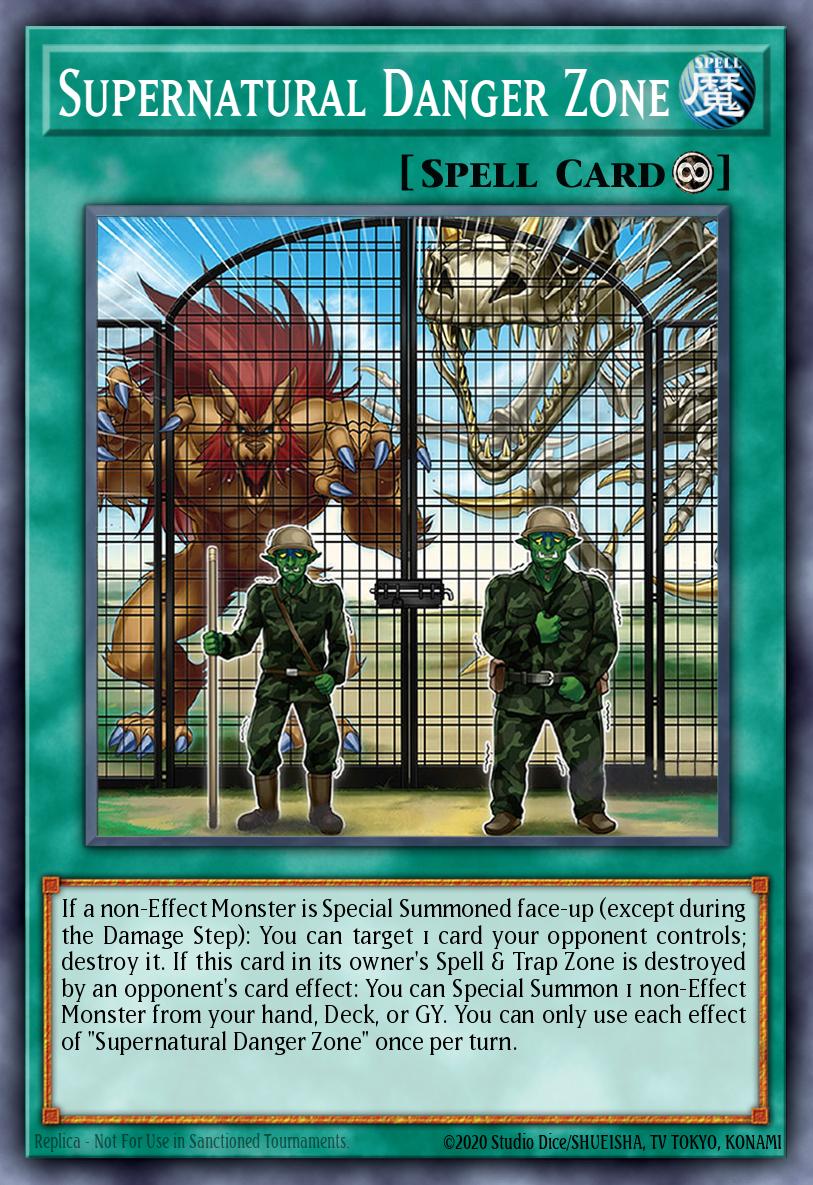 Supernatural Danger Zone
SPELL
魔
[Spell Card]
If a non-Effect Monster is Special Summoned face-up (except during
the Damage Step): You can target 1 card your opponent controls;
destroy it. If this card in its owner's Spell & Trap Zone is destroyed
by an opponent's card effect: You can Special Summon 1 non-Effect
Monster from your hand, Deck, or GY. You can only use each effect
of "Supernatural Danger Zone" once per turn.
Replica - Not For Use in Sanctioned Tournaments.
©2020 Studio Dice/SHUEISHA, TV TOKYO, KONAMI